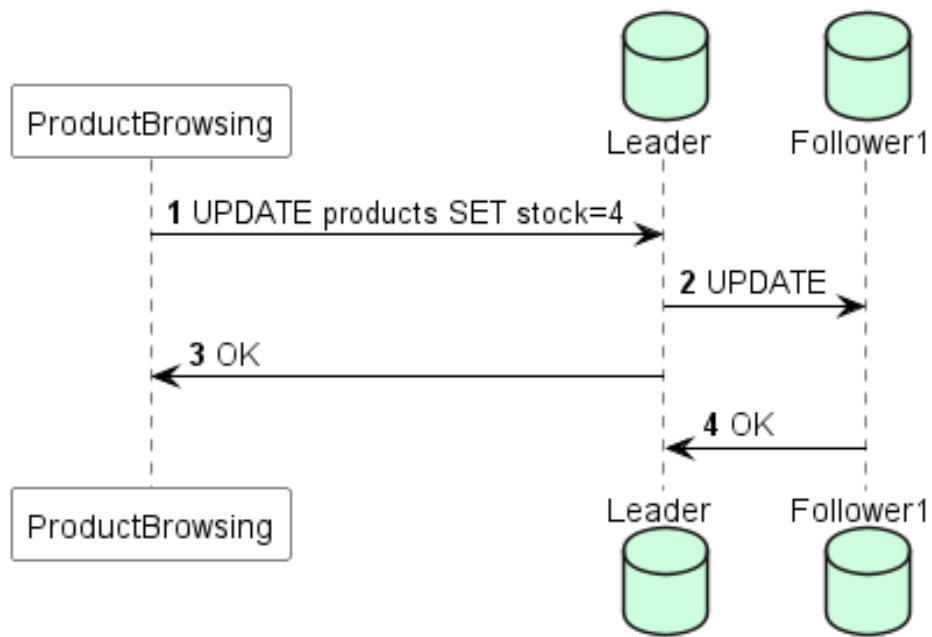 ProductBrowsing
Leader
Follower1
1 UPDATE products SET stock=4
2 UPDATE
3 OK
4 OK
ProductBrowsing
Leader
Follower1